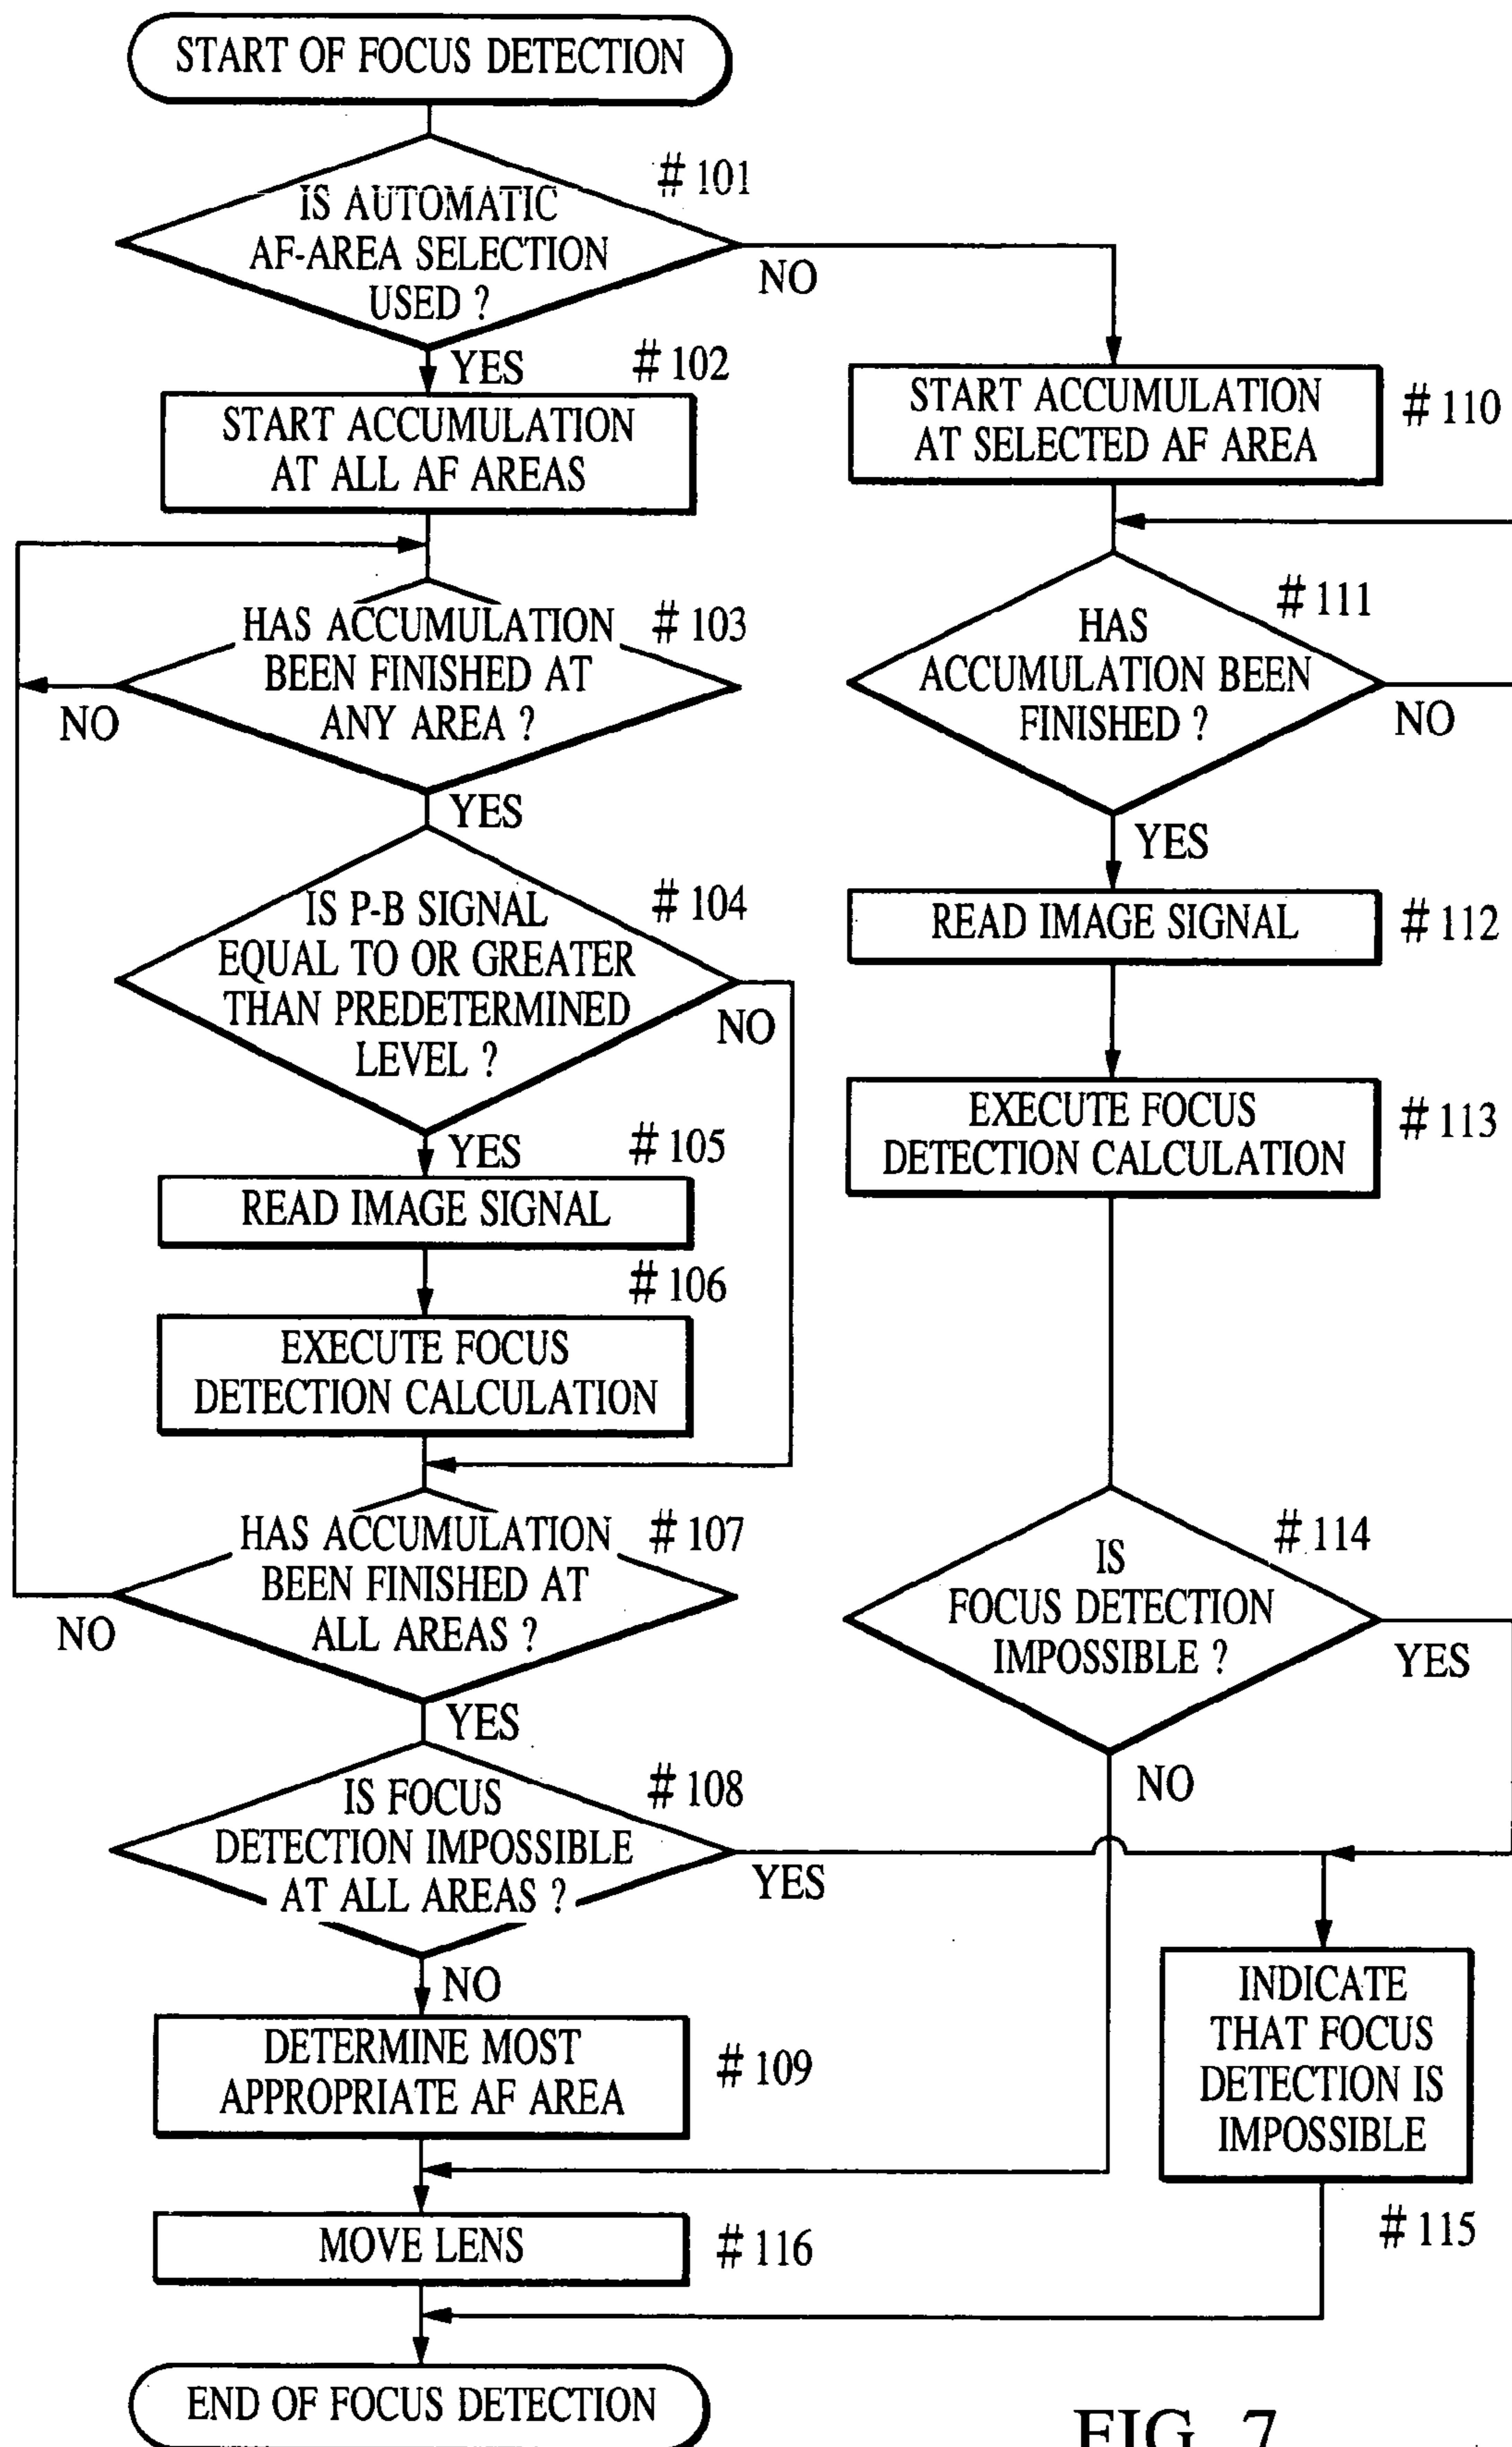 START OF FOCUS DETECTION
# 101
IS AUTOMATIC
AF-AREA SELECTION
USED ?
NO
YES
# 102
START ACCUMULATION
AT ALL AF AREAS
HAS ACCUMULATION
BEEN FINISHED AT
ANY AREA ?
# 103
NO
YES
IS P-B SIGNAL
EQUAL TO OR GREATER
THAN PREDETERMINED
LEVEL ?
# 104
NO
YES
# 105
READ IMAGE SIGNAL
# 106
EXECUTE FOCUS
DETECTION CALCULATION
HAS ACCUMULATION
BEEN FINISHED AT
ALL AREAS ?
# 107
NO
YES
IS FOCUS
DETECTION IMPOSSIBLE
AT ALL AREAS ?
# 108
YES
NO
DETERMINE MOST
APPROPRIATE AF AREA
# 109
MOVE LENS
# 116
END OF FOCUS DETECTION
START ACCUMULATION
AT SELECTED AF AREA
# 110
HAS
ACCUMULATION BEEN
FINISHED ?
# 111
NO
YES
READ IMAGE SIGNAL
# 112
EXECUTE FOCUS
DETECTION CALCULATION
# 113
IS
FOCUS DETECTION
IMPOSSIBLE ?
# 114
YES
NO
INDICATE
THAT FOCUS
DETECTION IS
IMPOSSIBLE
# 115
FIG. 7